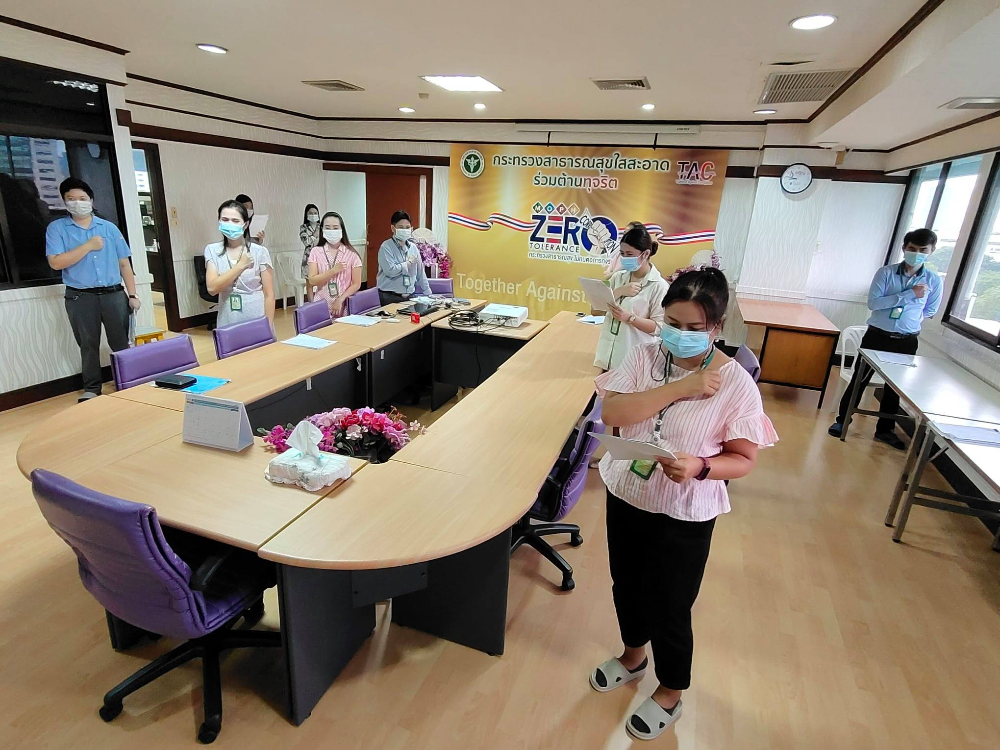 กระทรวงสาธารณสุขใสสะอาด
ร่วมต้านทุจริต
TAC
MOPH
ZERO
CORRUPTION
TOLERANCE
กระทรวงสาธารณสุข ไม่ทนต่อการทุจริ
Together Against